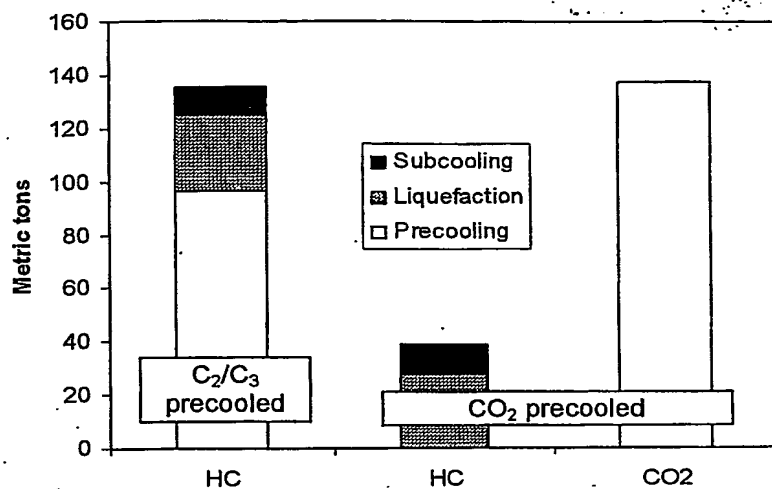 160
140
120
100
80
60
40
20
0
Metric tons
Subcooling
Liquefaction
Precooling
C₂/C₃
precooled
CO₂ precooled
HC
HC
CO2